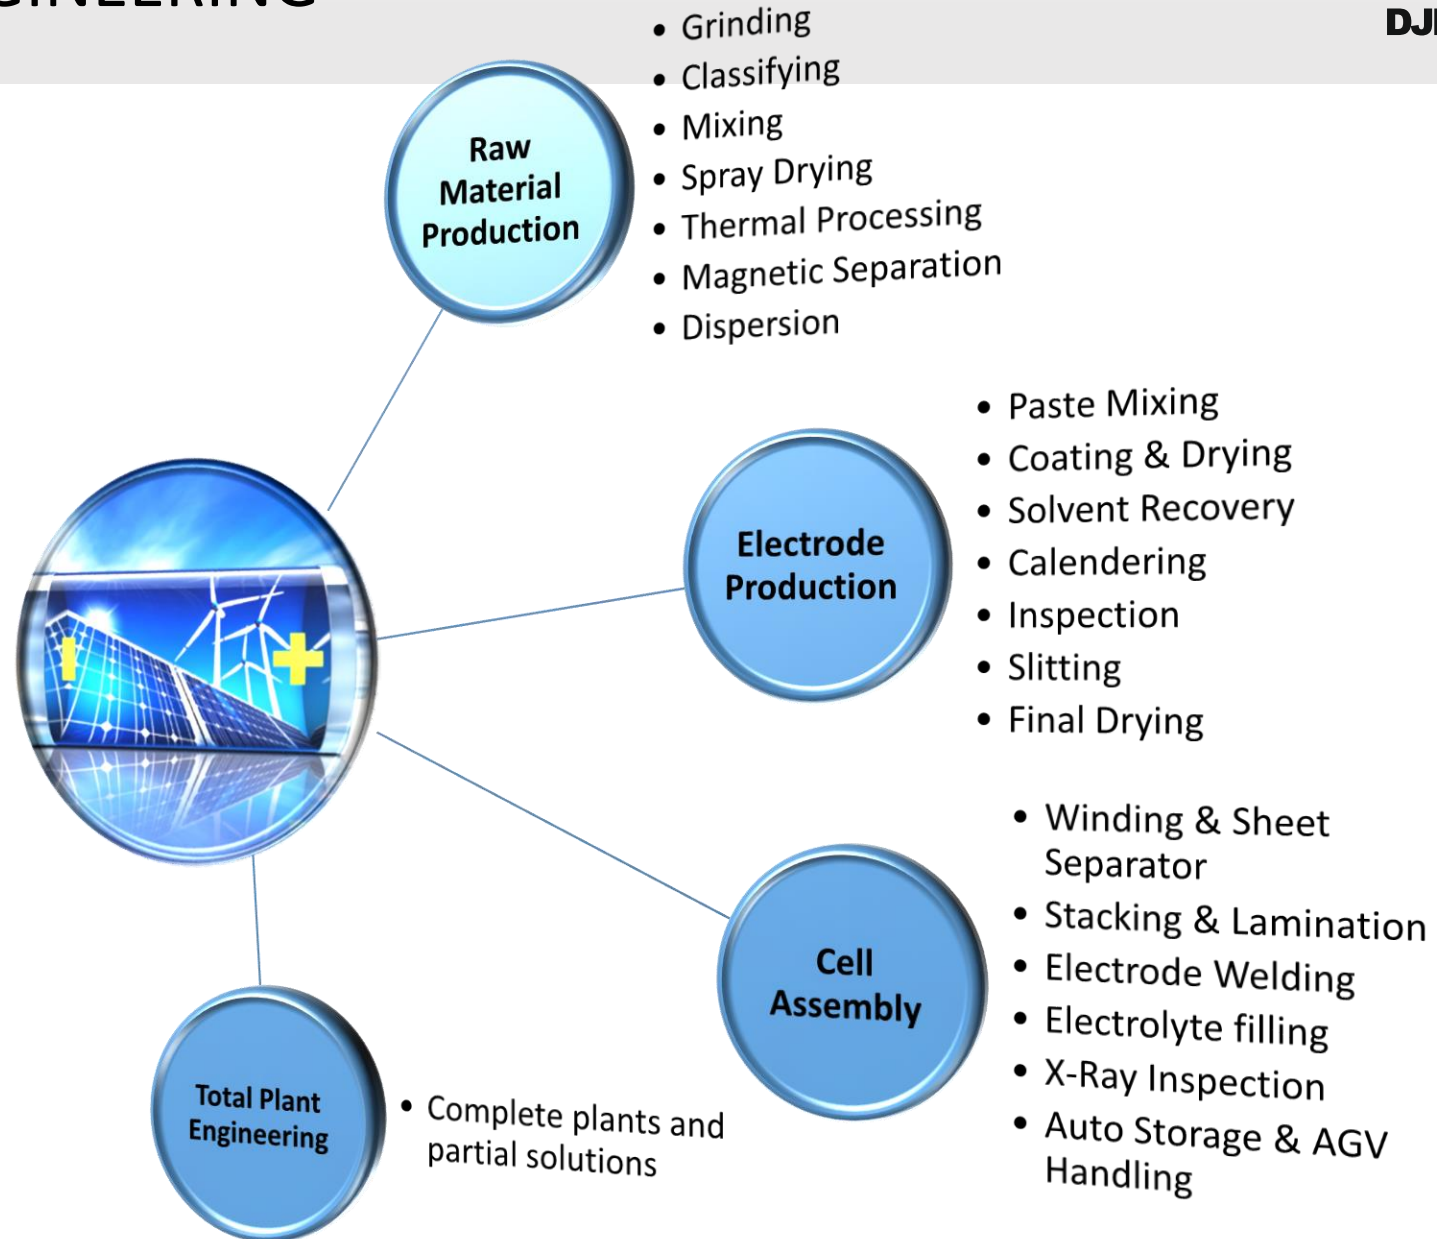 Grinding
Classifying
Mixing
Spray Drying
Thermal Processing
Magnetic Separation
Dispersion
Raw
Material
Production
Paste Mixing
Coating & Drying
Solvent Recovery
Calendering
Inspection
Slitting
Final Drying
Electrode
Production
Winding & Sheet
Separator
Stacking & Lamination
Electrode Welding
Electrolyte filling
X-Ray Inspection
Auto Storage & AGV
Handling
Cell
Assembly
Total Plant
Engineering
Complete plants and
partial solutions